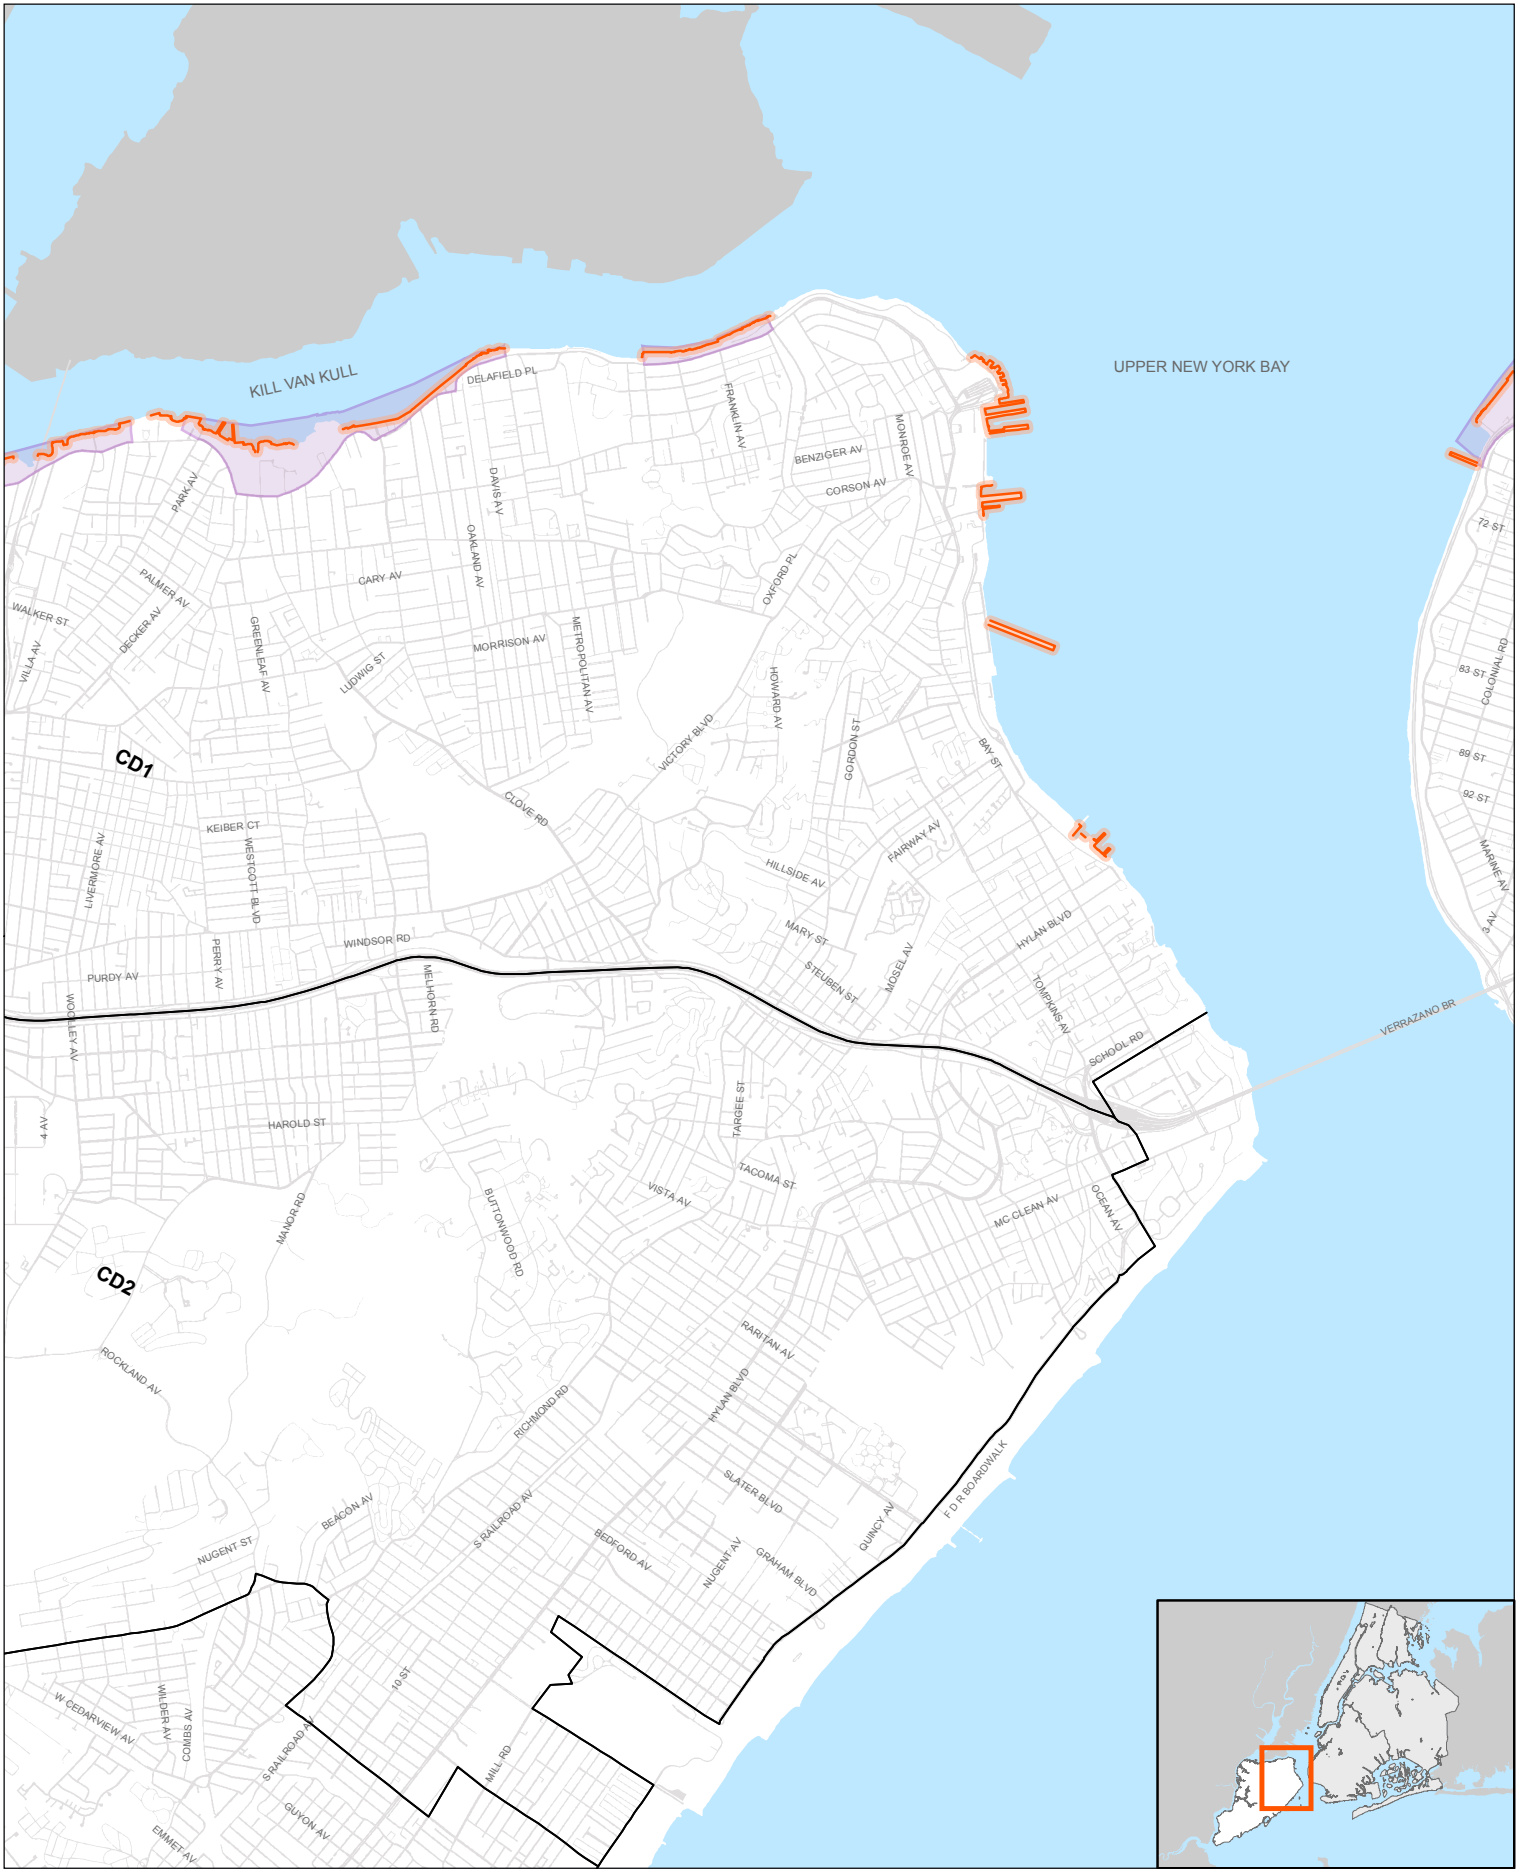 UPPER NEW YORK BAY
KILL VAN KULL
DELAFIELD PL
FRANKLIN AV
MONROE AV
BENZIGER AV
CORSON AV
PARK AV
DAVIS AV
OAKLAND AV
72 ST
CARY AV
PALMER AV
OXFORD PL
WALKER ST
DECKER AV
GREENLEAF AV
MORRISON AV
METROPOLITAN AV
VILLA AV
LUDWIG ST
HOWARD AV
83 ST
COLONIAL RD
VICTORY BLVD
GORDON ST
BAY ST
89 ST
CD1
92 ST
CLOVE RD
KEIBER CT
LIVERMORE AV
WESTCOTT BLVD
FAIRWAY AV
HILLSIDE AV
MARINE AV
3 AV
MARY ST
HYLAN BLVD
WINDSOR RD
PERRY AV
PURDY AV
MOSEL AV
STEUBEN ST
MELHORN RD
TOMPKINS AV
WOOLLEY AV
VERRAZANO BR
SCHOOL RD
TARGEE ST
HAROLD ST
4 AV
TACOMA ST
VISTA AV
BUTTONWOOD RD
MANOR RD
MC CLEAN AV
OCEAN AV
CD2
RARITAN AV
ROCKLAND AV
HYLAN BLVD
RICHMOND RD
F D R BOARDWALK
SLATER BLVD
S RAILROAD AV
BEACON AV
QUINCY AV
NUGENT ST
BEDFORD AV
NUGENT AV
GRAHAM BLVD
10 ST
W CEDARVIEW AV
WILDER AV
COMBS AV
S RAILROAD AV
MILL RD
GUYON AV
EMMET AV